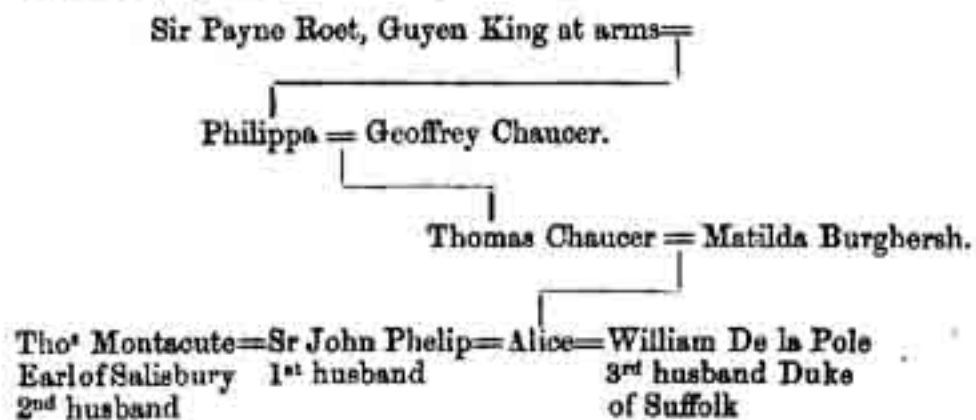 Sir Payne Roet, Guyen King at arms=
Philippa = Geoffrey Chaucer.
Thomas Chaucer = Matilda Burghersh.
Thoˢ Montacute=Sr John Phelip=Alice=William De la Pole
Earl of Salisbury 1ˢᵗ husband 3ʳᵈ husband Duke
2ⁿᵈ husband of Suffolk